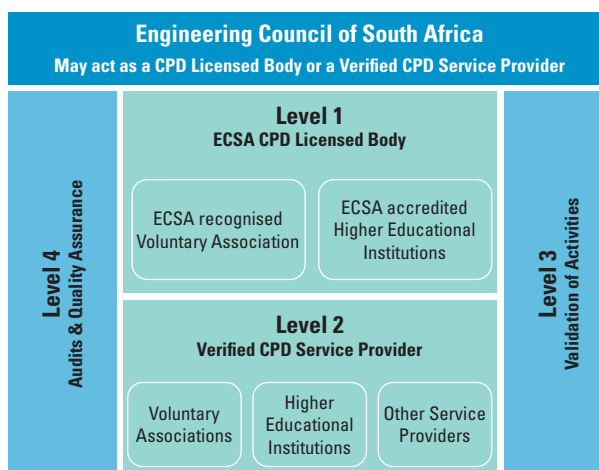 Engineering Council of South Africa
May act as a CPD Licensed Body or a Verified CPD Service Provider
Level 4
Audits & Quality Assurance
Level 1
ECSA CPD Licensed Body
ECSA recognised
Voluntary Association
ECSA accredited
Higher Educational
Institutions
Level 2
Verified CPD Service Provider
Voluntary
Associations
Higher
Educational
Institutions
Other Service
Providers
Level 3
Validation of Activities